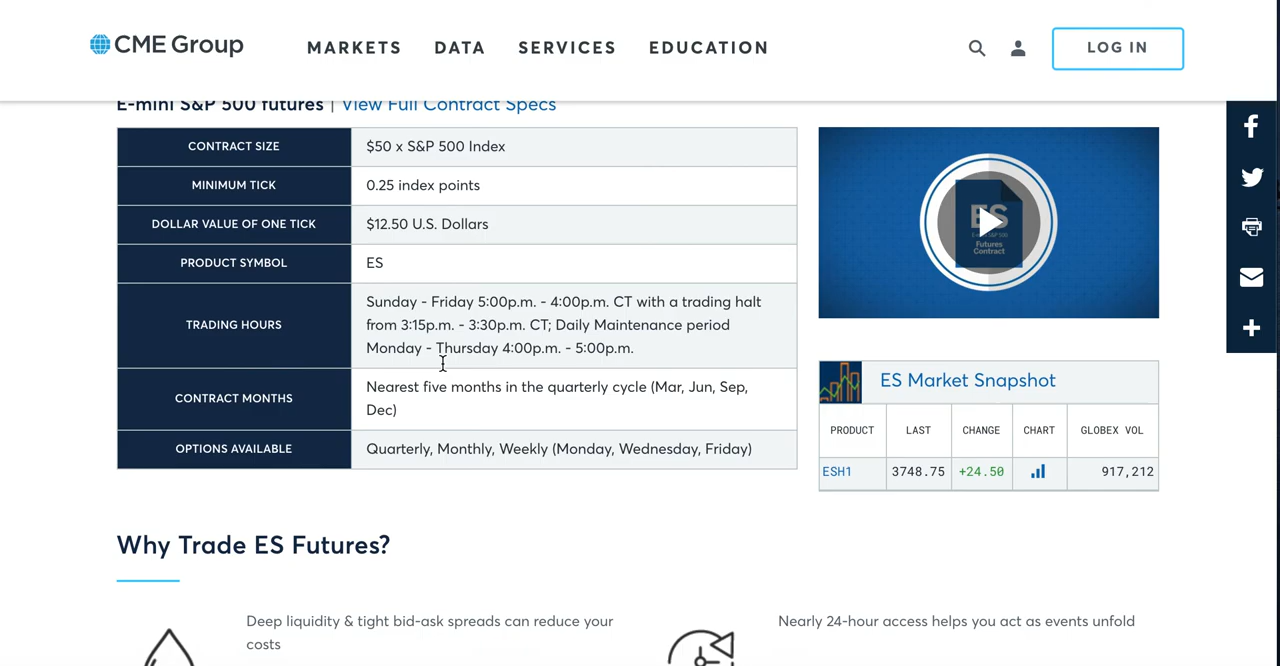 CME Group
MARKETS DATA SERVICES EDUCATION
LOG IN
E-mini S&P 500 futures | View Full Contract Specs
CONTRACT SIZE $50 x S&P 500 Index
MINIMUM TICK 0.25 index points
DOLLAR VALUE OF ONE TICK $12.50 U.S. Dollars
PRODUCT SYMBOL ES
TRADING HOURS
Sunday - Friday 5:00p.m. - 4:00p.m. CT with a trading halt
from 3:15p.m. - 3:30p.m. CT; Daily Maintenance period
Monday - Thursday 4:00p.m. - 5:00p.m.
CONTRACT MONTHS
Nearest five months in the quarterly cycle (Mar, Jun, Sep,
Dec)
OPTIONS AVAILABLE Quarterly, Monthly, Weekly (Monday, Wednesday, Friday)
ES
E-mini S&P 500
Futures
Contract
ES Market Snapshot
PRODUCT LAST CHANGE CHART GLOBEX VOL
ESH1 3748.75 +24.50 917,212
Why Trade ES Futures?
Deep liquidity & tight bid-ask spreads can reduce your
costs
Nearly 24-hour access helps you act as events unfold